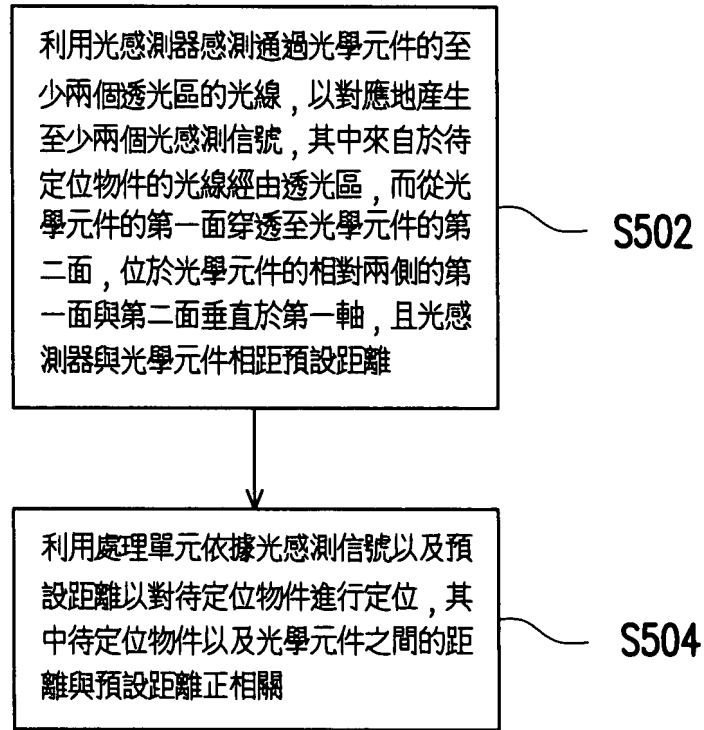 利用光感測器感測通過光學元件的至
少兩個透光區的光線，以對應地產生
至少兩個光感測信號，其中來自於待
定位物件的光線經由透光區，而從光
學元件的第一面穿透至光學元件的第
二面，位於光學元件的相對兩側的第
一面與第二面垂直於第一軸，且光感
測器與光學元件相距預設距離
S502
利用處理單元依據光感測信號以及預
設距離以對待定位物件進行定位，其
中待定位物件以及光學元件之間的距
離與預設距離正相關
S504